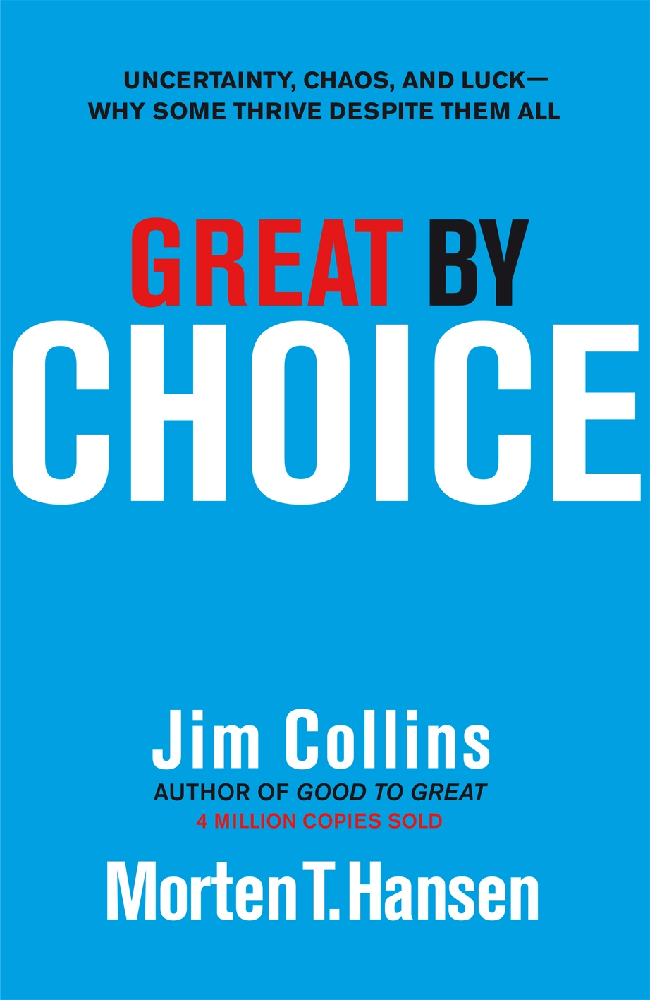 UNCERTAINTY, CHAOS, AND LUCK—
WHY SOME THRIVE DESPITE THEM ALL
GREAT BY
CHOICE
Jim Collins
AUTHOR OF GOOD TO GREAT
4 MILLION COPIES SOLD
Morten T. Hansen